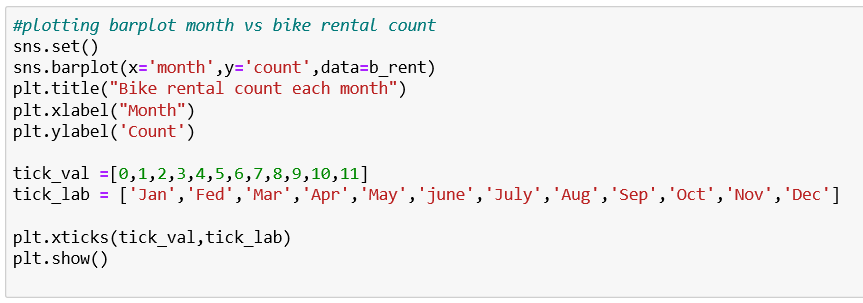 #plotting barplot month vs bike rental count
sns.set()
sns.barplot(x='month',y='count',data=b_rent)
plt.title("Bike rental count each month")
plt.xlabel("Month")
plt.ylabel('Count')
tick_val =[0,1,2,3,4,5,6,7,8,9,10,11]
tick_lab = ['Jan','Fed','Mar','Apr','May','june','July','Aug','Sep','Oct','Nov','Dec']
plt.xticks(tick_val,tick_lab)
plt.show()